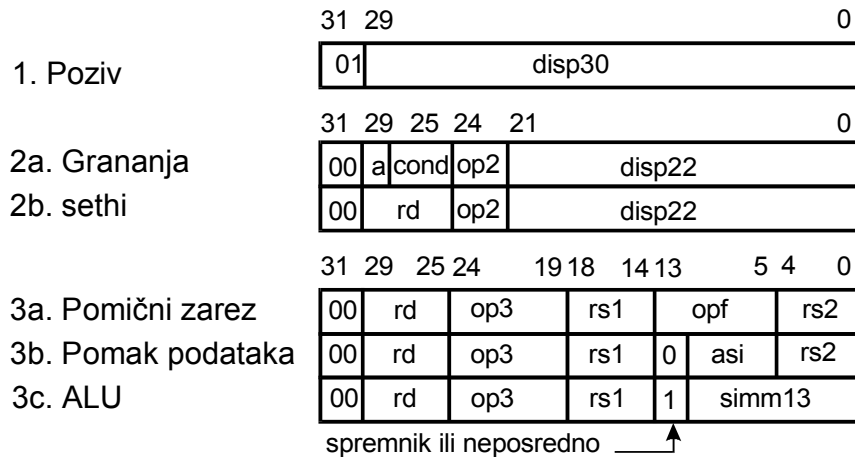 31 29 0
1. Poziv 01 disp30
31 29 25 24 21 0
2a. Grananja 00 a cond op2 disp22
2b. sethi 00 rd op2 disp22
31 29 25 24 19 18 14 13 5 4 0
3a. Pomični zarez 00 rd op3 rs1 opf rs2
3b. Pomak podataka 00 rd op3 rs1 0 asi rs2
3c. ALU 00 rd op3 rs1 1 simm13
spremnik ili neposredno